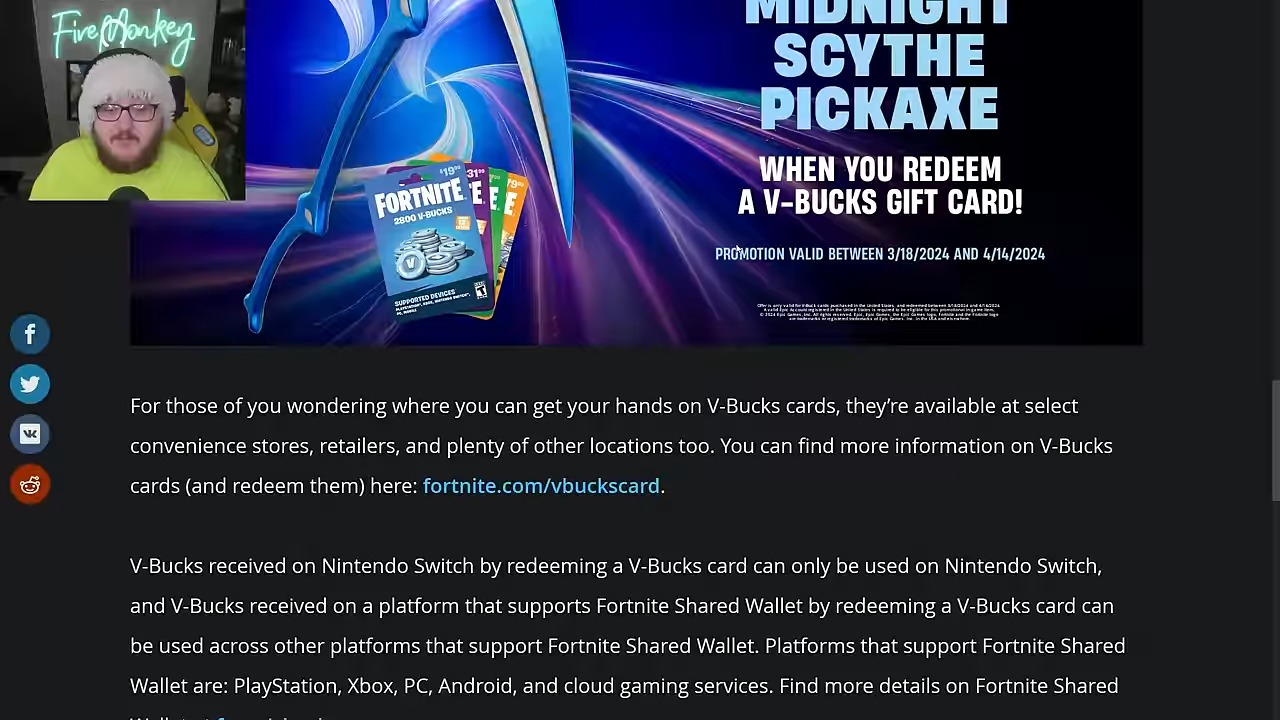 FireMonkey
MIDNIGHT
SCYTHE
PICKAXE
WHEN YOU REDEEM
A V-BUCKS GIFT CARD!
PROMOTION VALID BETWEEN 3/18/2024 AND 4/14/2024
FORTNITE
2800 V-BUCKS
SUPPORTED DEVICES
For those of you wondering where you can get your hands on V-Bucks cards, they’re available at select
convenience stores, retailers, and plenty of other locations too. You can find more information on V-Bucks
cards (and redeem them) here: fortnite.com/vbuckscard.
V-Bucks received on Nintendo Switch by redeeming a V-Bucks card can only be used on Nintendo Switch,
and V-Bucks received on a platform that supports Fortnite Shared Wallet by redeeming a V-Bucks card can
be used across other platforms that support Fortnite Shared Wallet. Platforms that support Fortnite Shared
Wallet are: PlayStation, Xbox, PC, Android, and cloud gaming services. Find more details on Fortnite Shared